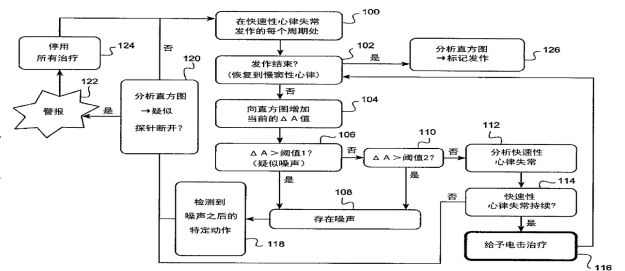 在快速性心律失常
发作的每个周期处
100
停用
所有治疗
124
否
120
发作结束?
(恢复到慢窦性心律)
102
是
分析直方图
→标记发作
126
122
警报
是
分析直方图
→疑似
探针断开?
否
向直方图增加
当前的△A值
104
106
△A＞阈值1?
(疑似噪声)
否
110
△A＞阈值2?
否
112
分析快速性
心律失常
是
是
否
114
快速性
心律失常持续?
检测到
噪声之后的
特定动作
118
108
存在噪声
是
给予电击治疗
116